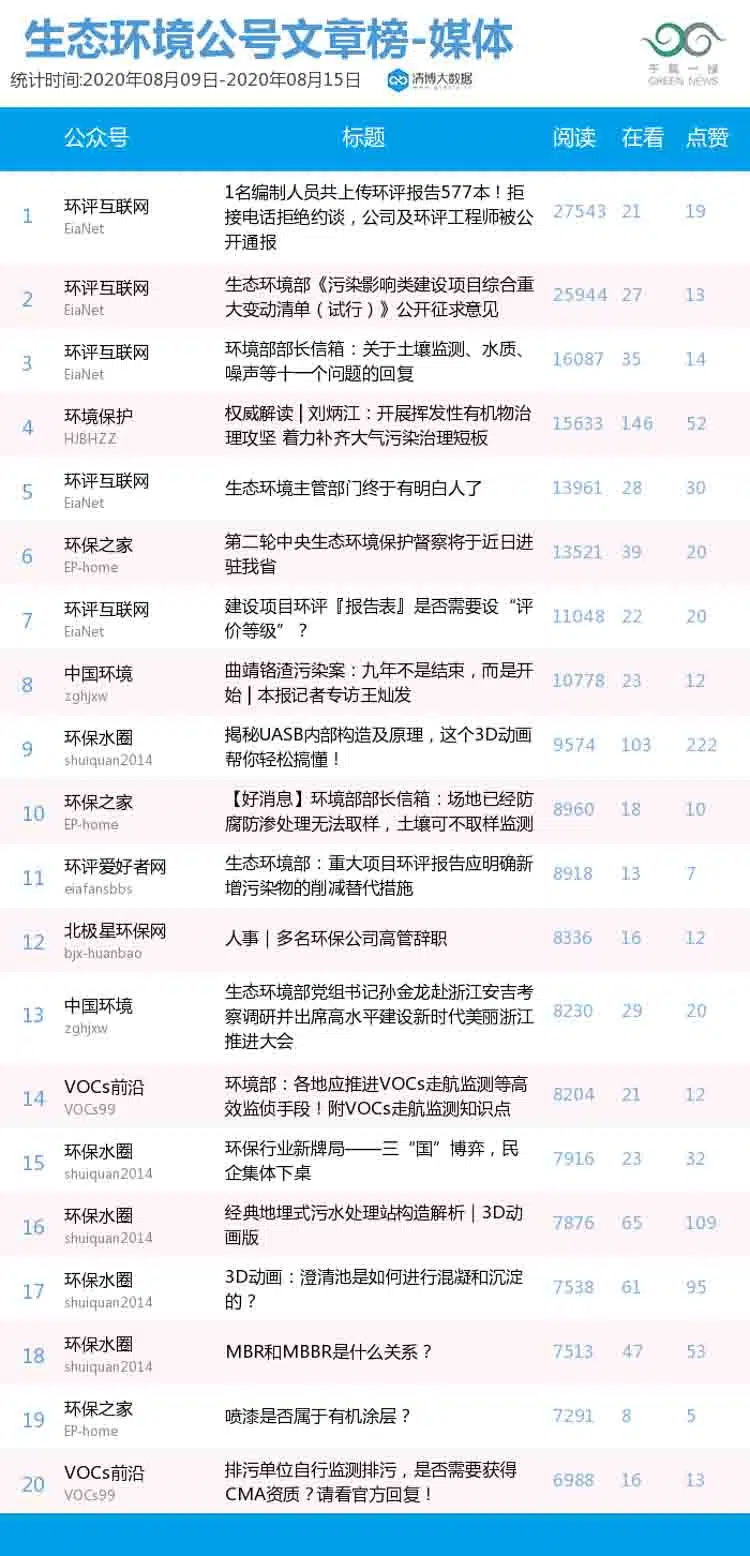 生态环境公号文章榜-媒体
千篇一绿
GREEN NEWS
统计时间:2020年08月09日-2020年08月15日
清博大数据
公众号 标题 阅读 在看 点赞
1 环评互联网 EiaNet 1名编制人员共上传环评报告577本！拒
接电话拒绝约谈，公司及环评工程师被公
开通报 27543 21 19
2 环评互联网 EiaNet 生态环境部《污染影响类建设项目综合重
大变动清单（试行）》公开征求意见 25944 27 13
3 环评互联网 EiaNet 环境部部长信箱：关于土壤监测、水质、
噪声等十一个问题的回复 16087 35 14
4 环境保护 HJBHZZ 权威解读 | 刘炳江：开展挥发性有机物治
理攻坚 着力补齐大气污染治理短板 15633 146 52
5 环评互联网 EiaNet 生态环境主管部门终于有明白人了 13961 28 30
6 环保之家 EP-home 第二轮中央生态环境保护督察将于近日进
驻我省 13521 39 20
7 环评互联网 EiaNet 建设项目环评『报告表』是否需要设“评
价等级”？ 11048 22 20
8 中国环境 zghjxw 曲靖铬渣污染案：九年不是结束，而是开
始 | 本报记者专访王灿发 10778 23 12
9 环保水圈 shuiquan2014 揭秘UASB内部构造及原理，这个3D动画
帮你轻松搞懂！ 9574 103 222
10 环保之家 EP-home 【好消息】环境部部长信箱：场地已经防
腐防渗处理无法取样，土壤可不取样监测 8960 18 10
11 环评爱好者网 eiafansbbs 生态环境部：重大项目环评报告应明确新
增污染物的削减替代措施 8918 13 7
12 北极星环保网 bjx-huanbao 人事｜多名环保公司高管辞职 8336 16 12
13 中国环境 zghjxw 生态环境部党组书记孙金龙赴浙江安吉考
察调研并出席高水平建设新时代美丽浙江
推进大会 8230 29 20
14 VOCs前沿 VOCs99 环境部：各地应推进VOCs走航监测等高
效监侦手段！附VOCs走航监测知识点 8204 21 12
15 环保水圈 shuiquan2014 环保行业新牌局——三“国”博弈，民
企集体下桌 7916 23 32
16 环保水圈 shuiquan2014 经典地埋式污水处理站构造解析｜3D动
画版 7876 65 109
17 环保水圈 shuiquan2014 3D动画：澄清池是如何进行混凝和沉淀
的？ 7538 61 95
18 环保水圈 shuiquan2014 MBR和MBBR是什么关系？ 7513 47 53
19 环保之家 EP-home 喷漆是否属于有机涂层？ 7291 8 5
20 VOCs前沿 VOCs99 排污单位自行监测排污，是否需要获得
CMA资质？请看官方回复！ 6988 16 13